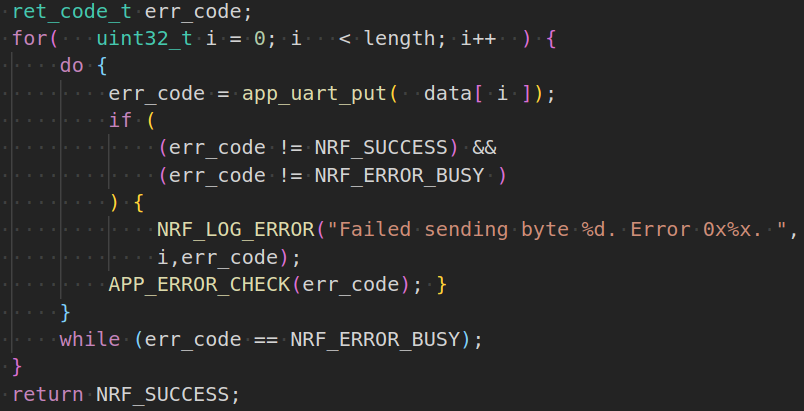 ret_code_t err_code;
for(   uint32_t i = 0; i   < length; i++  ) {
    do {
        err_code = app_uart_put(  data[ i ]);
        if (
            (err_code != NRF_SUCCESS) &&
            (err_code != NRF_ERROR_BUSY )
        ) {
            NRF_LOG_ERROR("Failed sending byte %d. Error 0x%x. ",
            i,err_code);
        APP_ERROR_CHECK(err_code); }
    }
    while (err_code == NRF_ERROR_BUSY);
}
return NRF_SUCCESS;